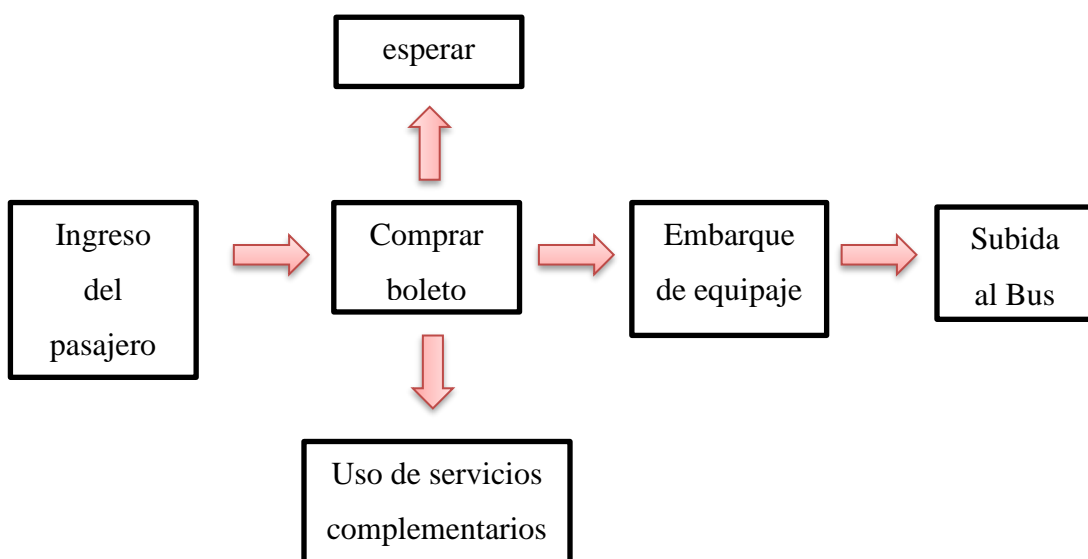 esperar
Ingreso
del
pasajero
Comprar
boleto
Embarque
de equipaje
Subida
al Bus
Uso de servicios
complementarios